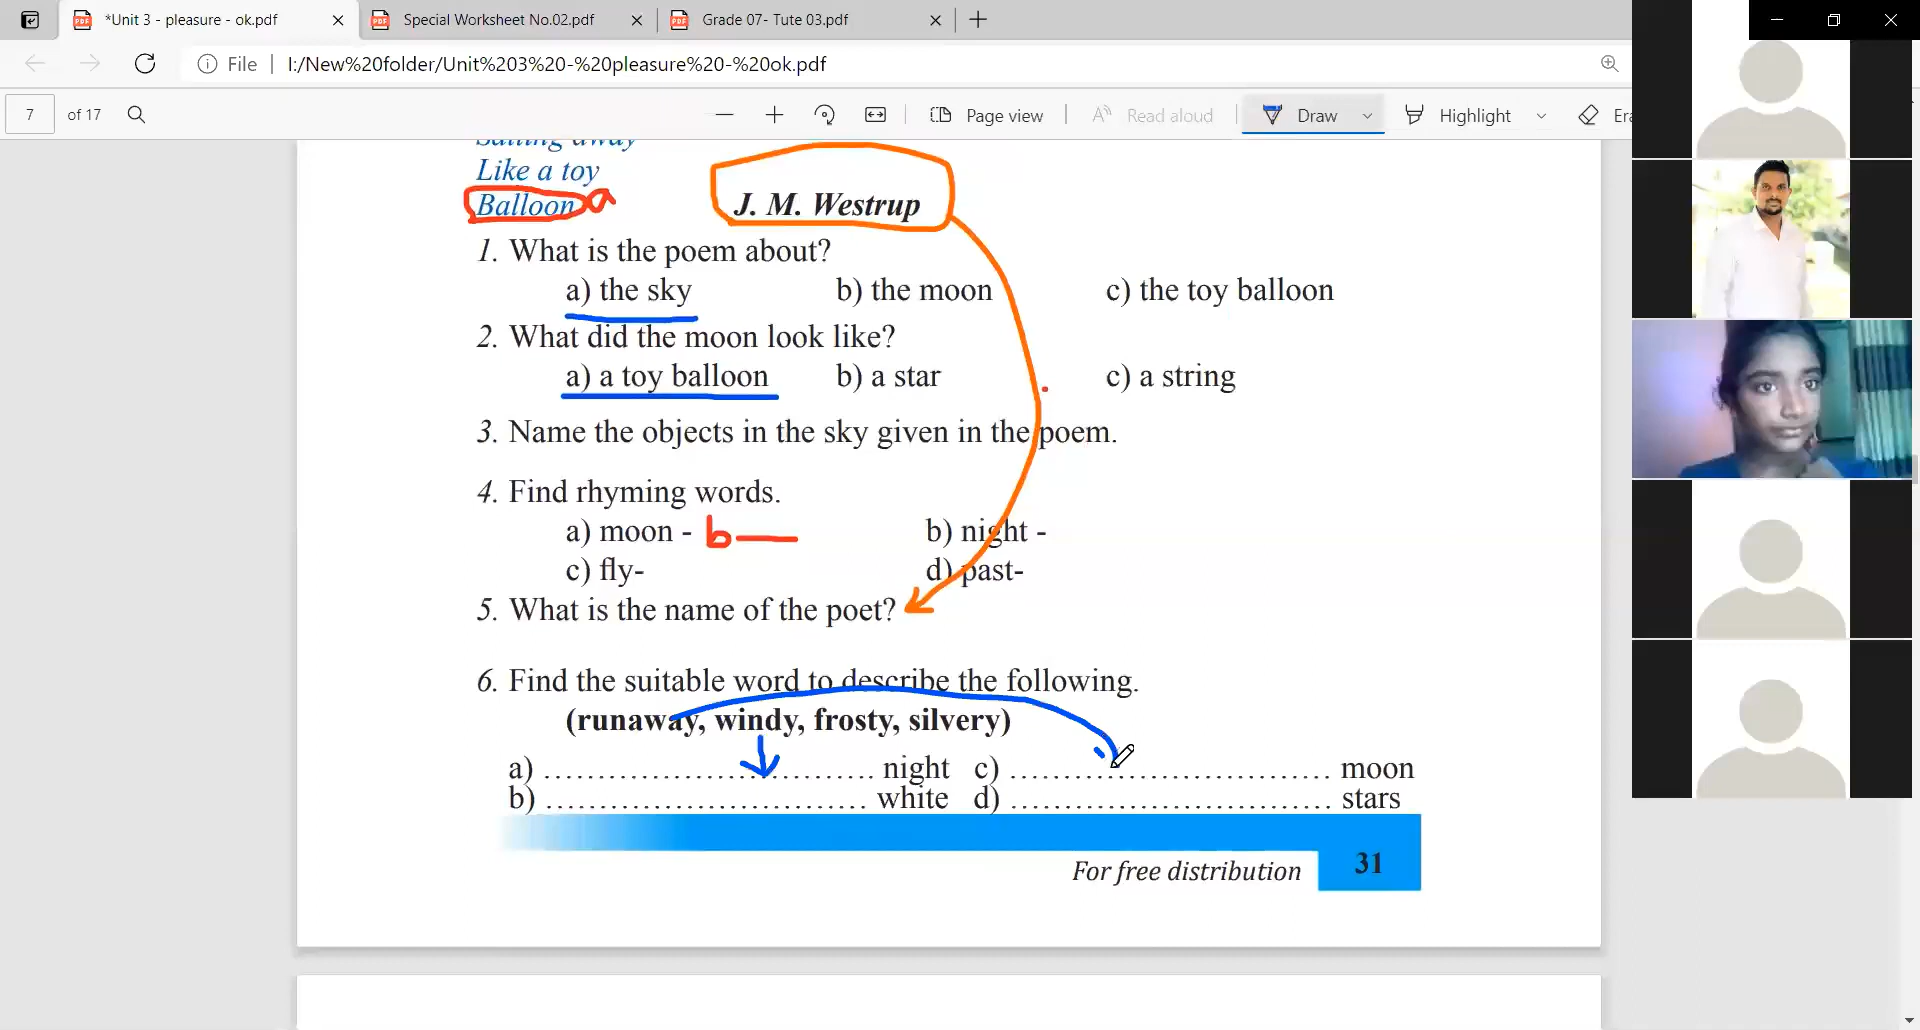 *Unit 3 - pleasure - ok.pdf
Special Worksheet No.02.pdf
Grade 07- Tute 03.pdf
File
I:/New%20folder/Unit%203%20-%20pleasure%20-%20ok.pdf
7 of 17
Page view
Read aloud
Draw
Highlight
Sailing away
Like a toy
Balloon a
J. M. Westrup
1. What is the poem about?
a) the sky b) the moon c) the toy balloon
2. What did the moon look like?
a) a toy balloon b) a star c) a string
3. Name the objects in the sky given in the poem.
4. Find rhyming words.
a) moon - b b) night -
c) fly- d) past-
5. What is the name of the poet?
6. Find the suitable word to describe the following.
(runaway, windy, frosty, silvery)
a) ................................. night c) ................................ moon
b) ................................ white d) ................................ stars
For free distribution
31